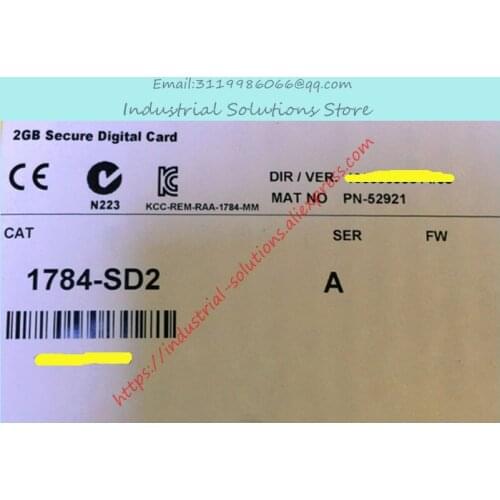 Email:3119986066@qq.com
Industrial Solutions Store
2GB Secure Digital Card
CE
N223
KCC-REM-RAA-1784-MM
DIR / VER.
MAT NO PN-52921
CAT SER FW
1784-SD2 A
https://industrial-solutions.aliexpress.com